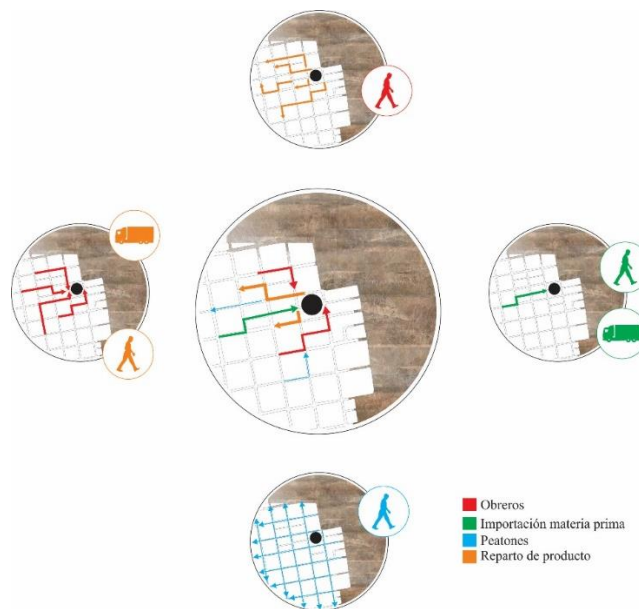 Obreros
Importación materia prima
Peatones
Reparto de producto